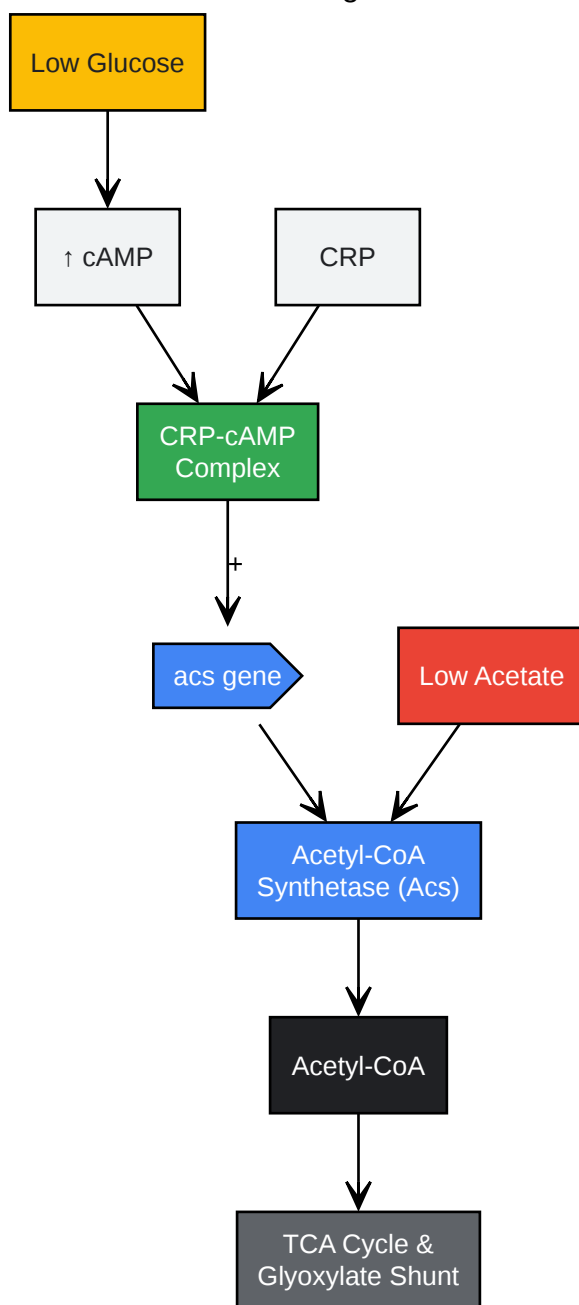 Low Glucose
↑ cAMP
CRP
CRP-cAMP
Complex
+
acs gene
Low Acetate
Acetyl-CoA
Synthetase (Acs)
Acetyl-CoA
TCA Cycle &
Glyoxylate Shunt